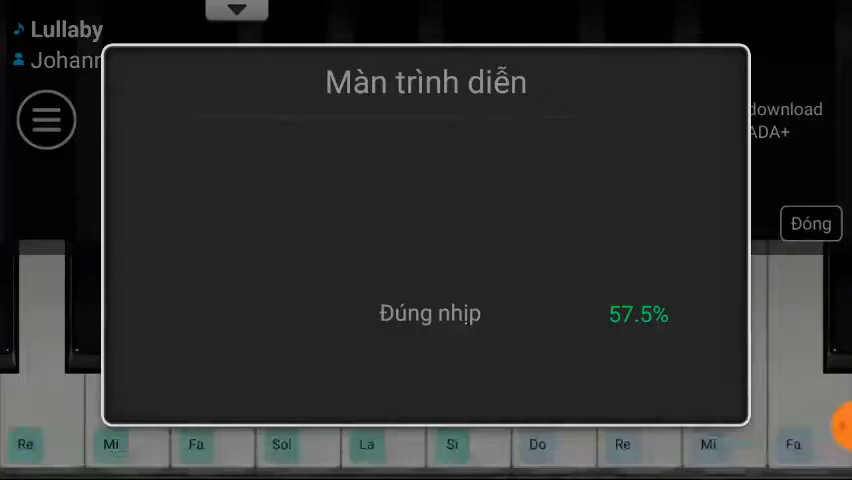 Lullaby
Johann
Màn trình diễn
download
ADA+
Đóng
Đúng nhịp 57.5%
Re Mi Fa Sol La Si Do Re Mi Fa